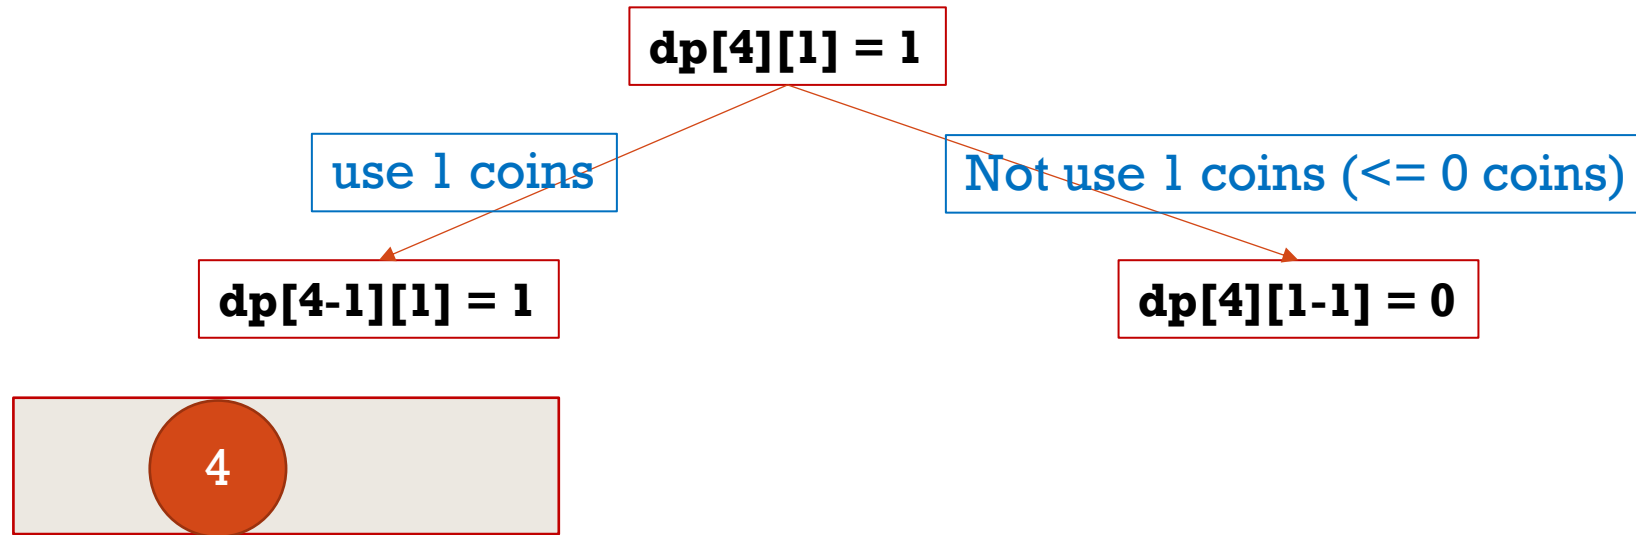 dp[4][1] = 1
use 1 coins
Not use 1 coins (<= 0 coins)
dp[4-1][1] = 1
dp[4][1-1] = 0
4